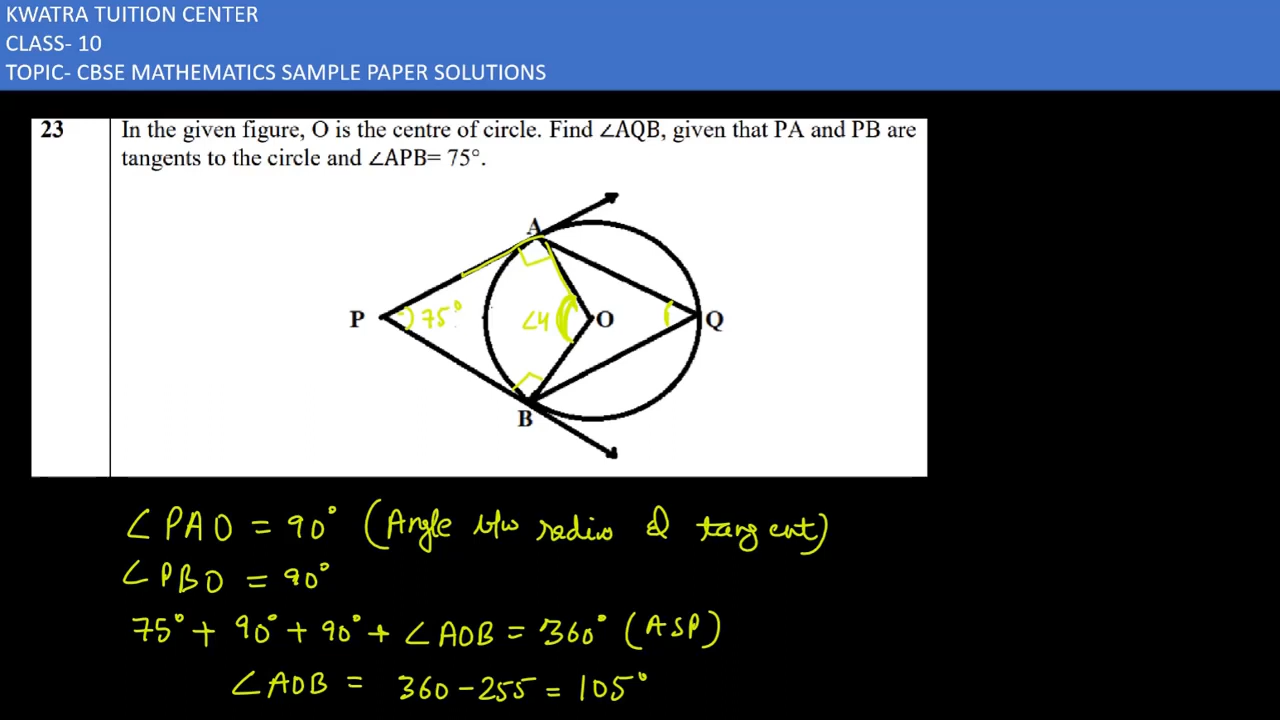 KWATRA TUITION CENTER
CLASS- 10
TOPIC- CBSE MATHEMATICS SAMPLE PAPER SOLUTIONS
23 In the given figure, O is the centre of circle. Find ∠AQB, given that PA and PB are
tangents to the circle and ∠APB= 75°.
A
P 75° ∠4 O Q
B
∠PAO = 90° (Angle b/w radius & tangent)
∠PBO = 90°
75° + 90° + 90° + ∠AOB = 360° (ASP)
∠AOB = 360 - 255 = 105°